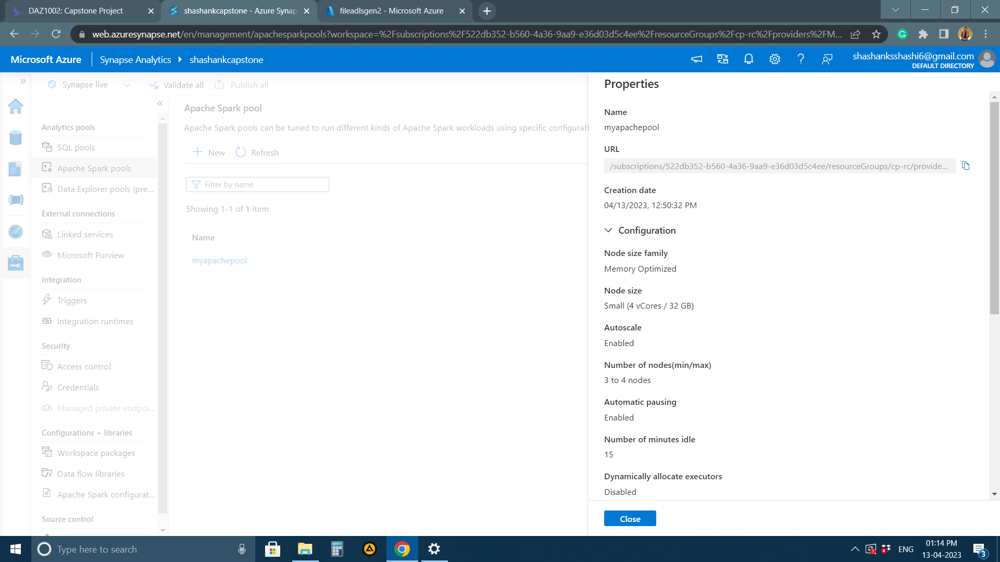 DAZ1002: Capstone Project
shashankcapstone - Azure Synap
fileadlsgen2 - Microsoft Azure
web.azuresynapse.net/en/management/apachesparkpools?workspace=%2Fsubscriptions%2F522db352-b560-4a36-9aa9-e36d03d5c4ee%2FresourceGroups%2Fcp-rc%2Fproviders%2FM...
Microsoft Azure
Synapse Analytics
shashankcapstone
shashanksshashi6@gmail.com
DEFAULT DIRECTORY
Synapse live
Validate all
Publish all
Analytics pools
SQL pools
Apache Spark pools
Data Explorer pools (pre...
External connections
Linked services
Microsoft Purview
Integration
Triggers
Integration runtimes
Security
Access control
Credentials
Managed private endpoi...
Configurations + libraries
Workspace packages
Data flow libraries
Apache Spark configurat...
Source control
Apache Spark pool
Apache Spark pools can be tuned to run different kinds of Apache Spark workloads using specific configurati
New
Refresh
Filter by name
Showing 1-1 of 1 item
Name
myapachepool
Properties
Name
myapachepool
URL
/subscriptions/522db352-b560-4a36-9aa9-e36d03d5c4ee/resourceGroups/cp-rc/provide...
Creation date
04/13/2023, 12:50:32 PM
Configuration
Node size family
Memory Optimized
Node size
Small (4 vCores / 32 GB)
Autoscale
Enabled
Number of nodes(min/max)
3 to 4 nodes
Automatic pausing
Enabled
Number of minutes idle
15
Dynamically allocate executors
Disabled
Close
Type here to search
ENG
01:14 PM
13-04-2023
3